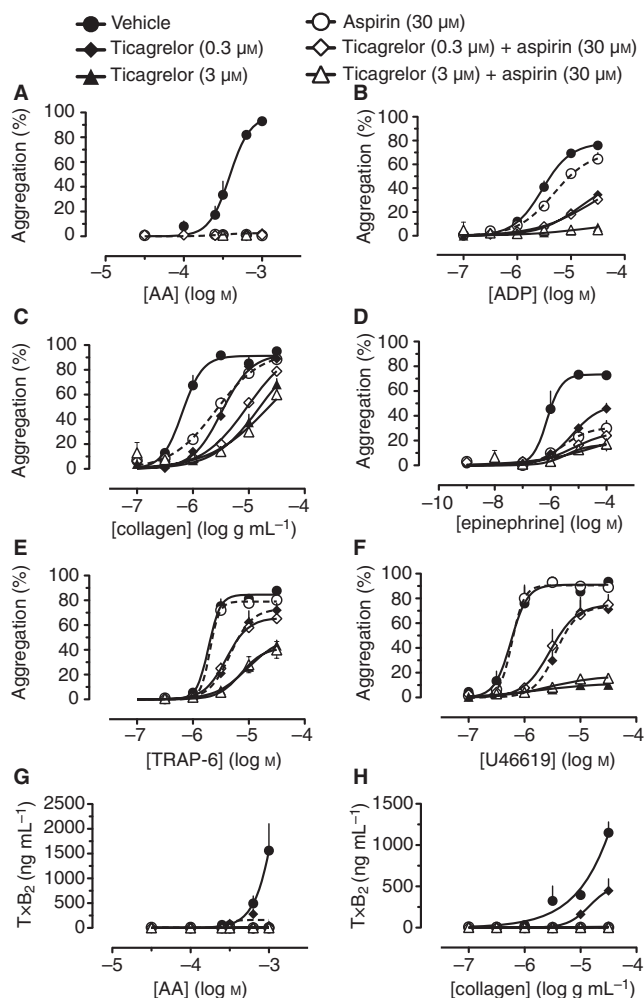 Vehicle
Ticagrelor (0.3 μM)
Ticagrelor (3 μM)
Aspirin (30 μM)
Ticagrelor (0.3 μM) + aspirin (30 μM)
Ticagrelor (3 μM) + aspirin (30 μM)
A
Aggregation (%)
100
80
60
40
20
0
–5 –4 –3
[AA] (log M)
B
Aggregation (%)
100
80
60
40
20
0
–7 –6 –5 –4
[ADP] (log M)
C
Aggregation (%)
100
80
60
40
20
0
–7 –6 –5 –4
[collagen] (log g mL⁻¹)
D
Aggregation (%)
100
80
60
40
20
0
–10 –8 –6 –4
[epinephrine] (log M)
E
Aggregation (%)
100
80
60
40
20
0
–7 –6 –5 –4
[TRAP-6] (log M)
F
Aggregation (%)
100
80
60
40
20
0
–7 –6 –5 –4
[U46619] (log M)
G
TxB₂ (ng mL⁻¹)
2500
2000
1500
1000
500
0
–5 –4 –3
[AA] (log M)
H
TxB₂ (ng mL⁻¹)
1500
1000
500
0
–7 –6 –5 –4
[collagen] (log g mL⁻¹)